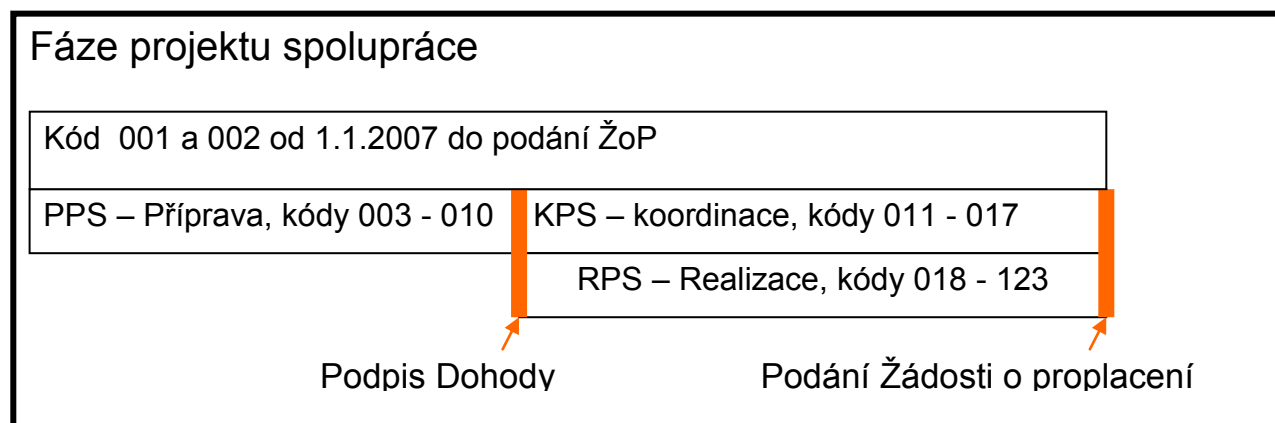 Fáze projektu spolupráce
Kód 001 a 002 od 1.1.2007 do podání ŽoP
PPS – Příprava, kódy 003 - 010
KPS – koordinace, kódy 011 - 017
RPS – Realizace, kódy 018 - 123
Podpis Dohody
Podání Žádosti o proplacení